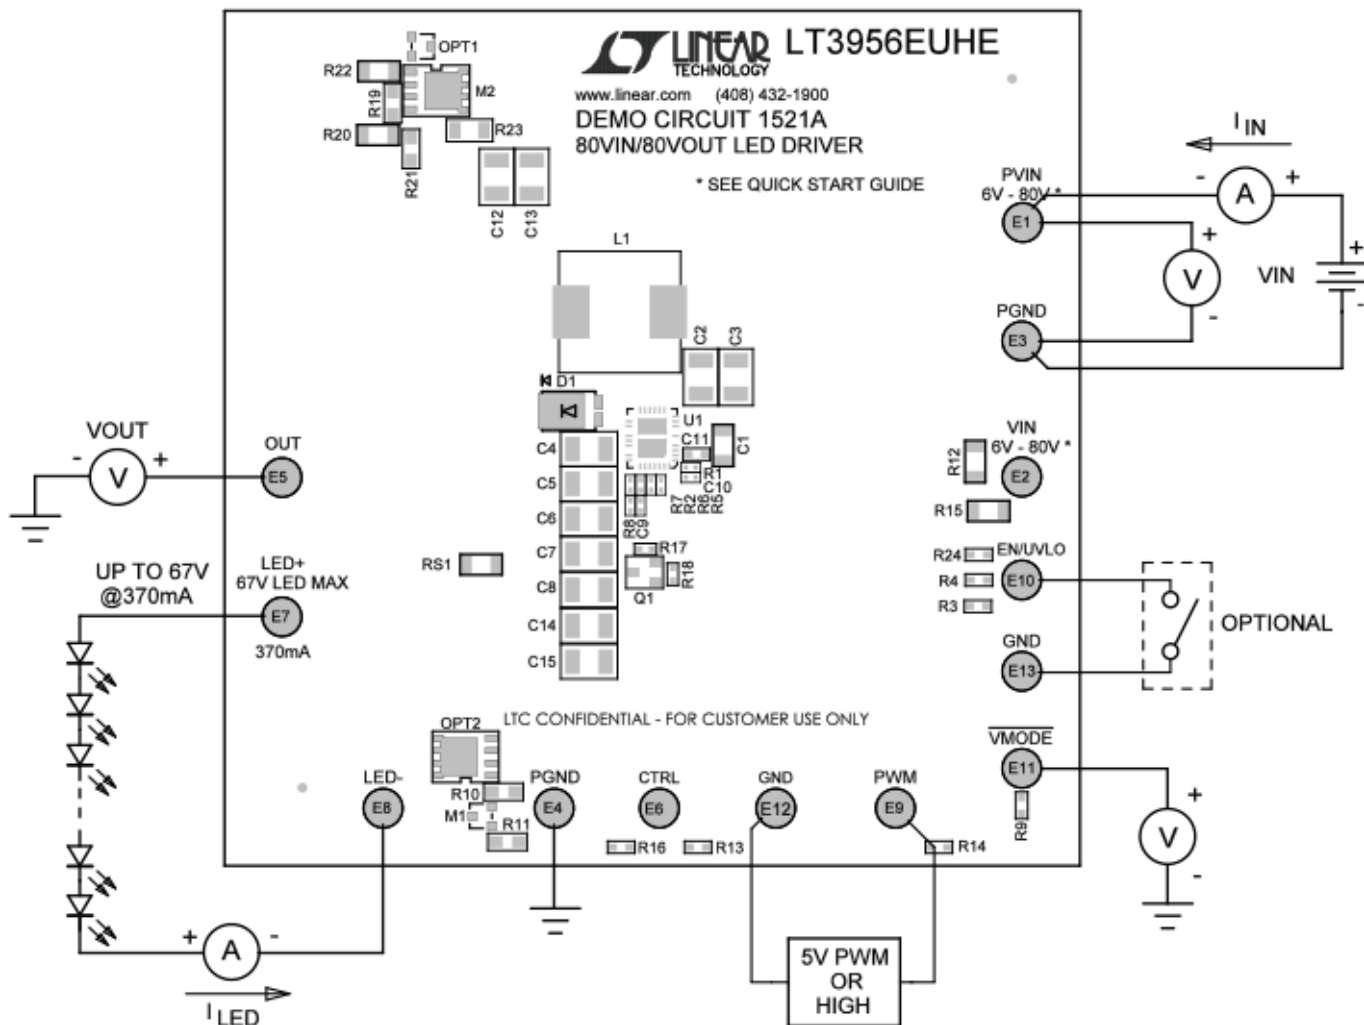 LINEAR
TECHNOLOGY
LT3956EUHE
www.linear.com (408) 432-1900
DEMO CIRCUIT 1521A
80VIN/80VOUT LED DRIVER
* SEE QUICK START GUIDE
OPT1
R22
R19
M2
R20
R21
R23
C12
C13
L1
C2
C3
D1
U1
C11
C1
R1
C10
C4
C5
C6
C7
C8
C14
C15
R7
R2
R6
R5
R8
C9
R17
R18
Q1
RS1
I IN
PVIN
6V - 80V *
E1
- A +
+
V
-
+
VIN
-
PGND
E3
VIN
6V - 80V *
E2
R12
R15
EN/UVLO
R24
R4
R3
E10
OPTIONAL
GND
E13
VMODE
E11
R9
+
V
-
VOUT
- V +
OUT
E5
LED+
67V LED MAX
E7
370mA
UP TO 67V
@370mA
LTC CONFIDENTIAL - FOR CUSTOMER USE ONLY
OPT2
LED-
E8
R10
M1
R11
PGND
E4
CTRL
E6
R16
R13
GND
E12
PWM
E9
R14
+ A -
I LED
5V PWM
OR
HIGH